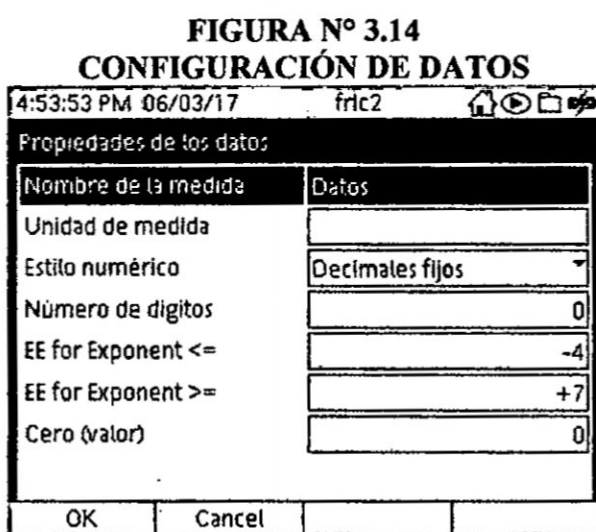 FIGURA Nº 3.14
CONFIGURACIÓN DE DATOS
4:53:53 PM 06/03/17 fric2
Propiedades de los datos
Nombre de la medida Datos
Unidad de medida
Estilo numérico Decimales fijos
Número de digitos 0
EE for Exponent <= -4
EE for Exponent >= +7
Cero (valor) 0
OK Cancel